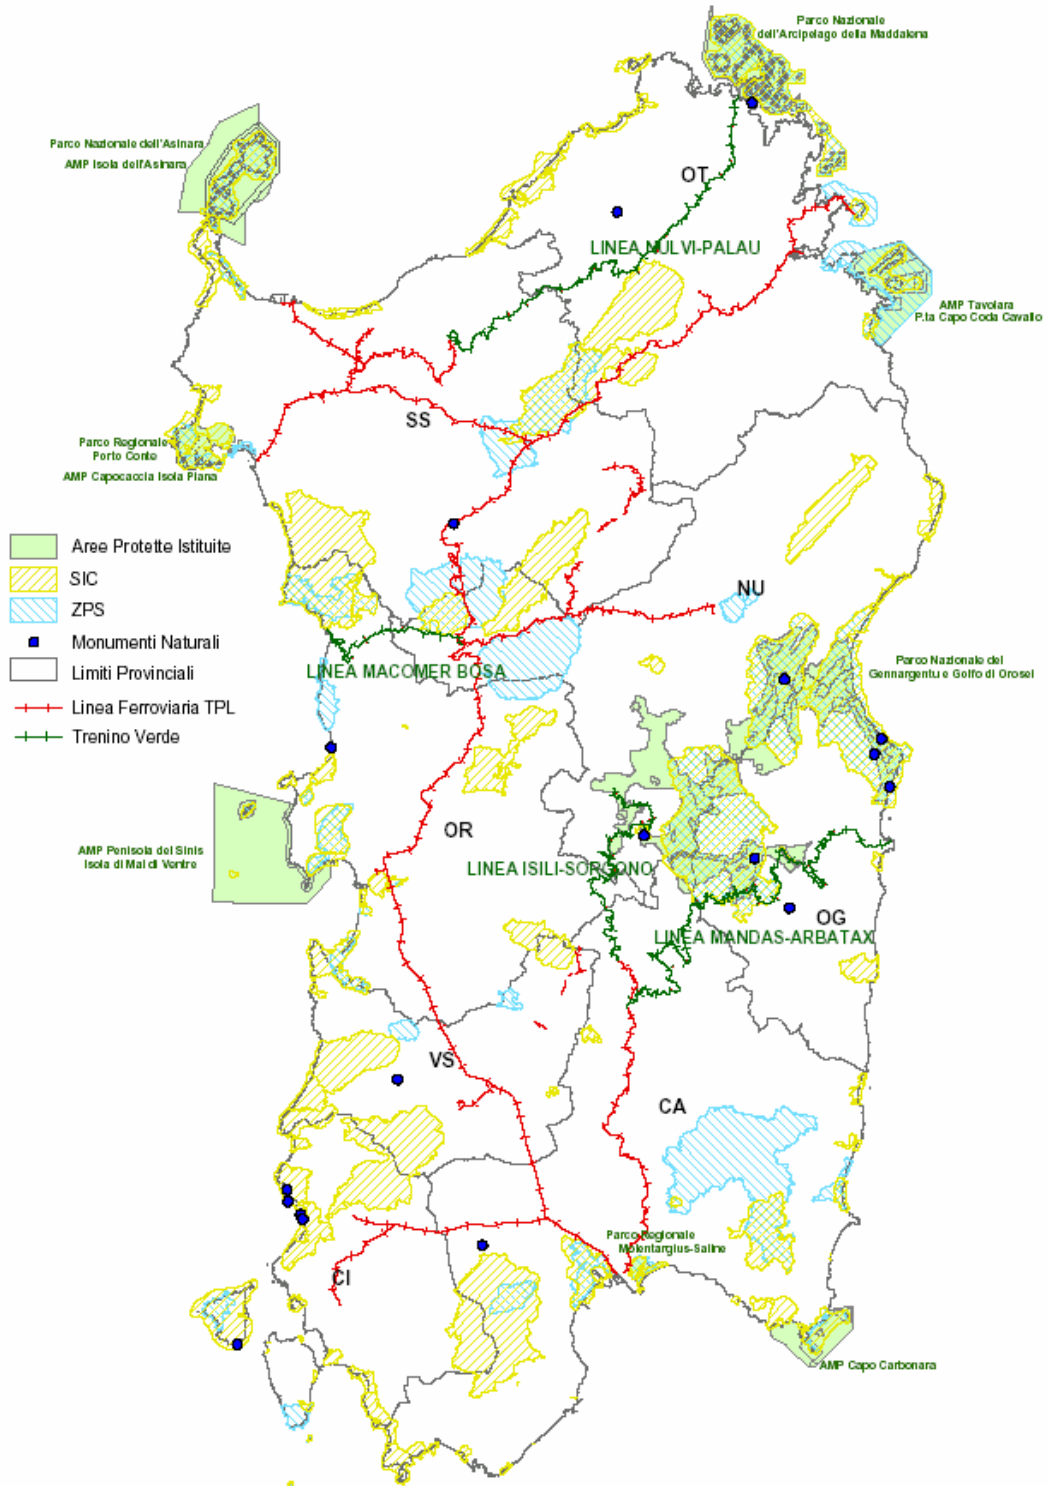 Parco Nazionale
dell'Arcipelago della Maddalena
Parco Nazionale dell'Asinara
AMP Isola dell'Asinara
OT
LINEA NULVI-PALAU
AMP Tavolara
P.ta Capo Coda Cavallo
SS
Parco Regionale
Porto Conte
AMP Capocaccia Isola Piana
Aree Protette Istituite
SIC
ZPS
Monumenti Naturali
Limiti Provinciali
Linea Ferroviaria TPL
Trenino Verde
NU
LINEA MACOMER BOSA
Parco Nazionale del
Gennargentu e Golfo di Orosei
OR
AMP Penisola del Sinis
Isola di Mal di Ventre
LINEA ISILI-SORGONO
OG
LINEA MANDAS-ARBATAX
VS
CA
Parco Regionale
Molentargius-Saline
CI
AMP Capo Carbonara